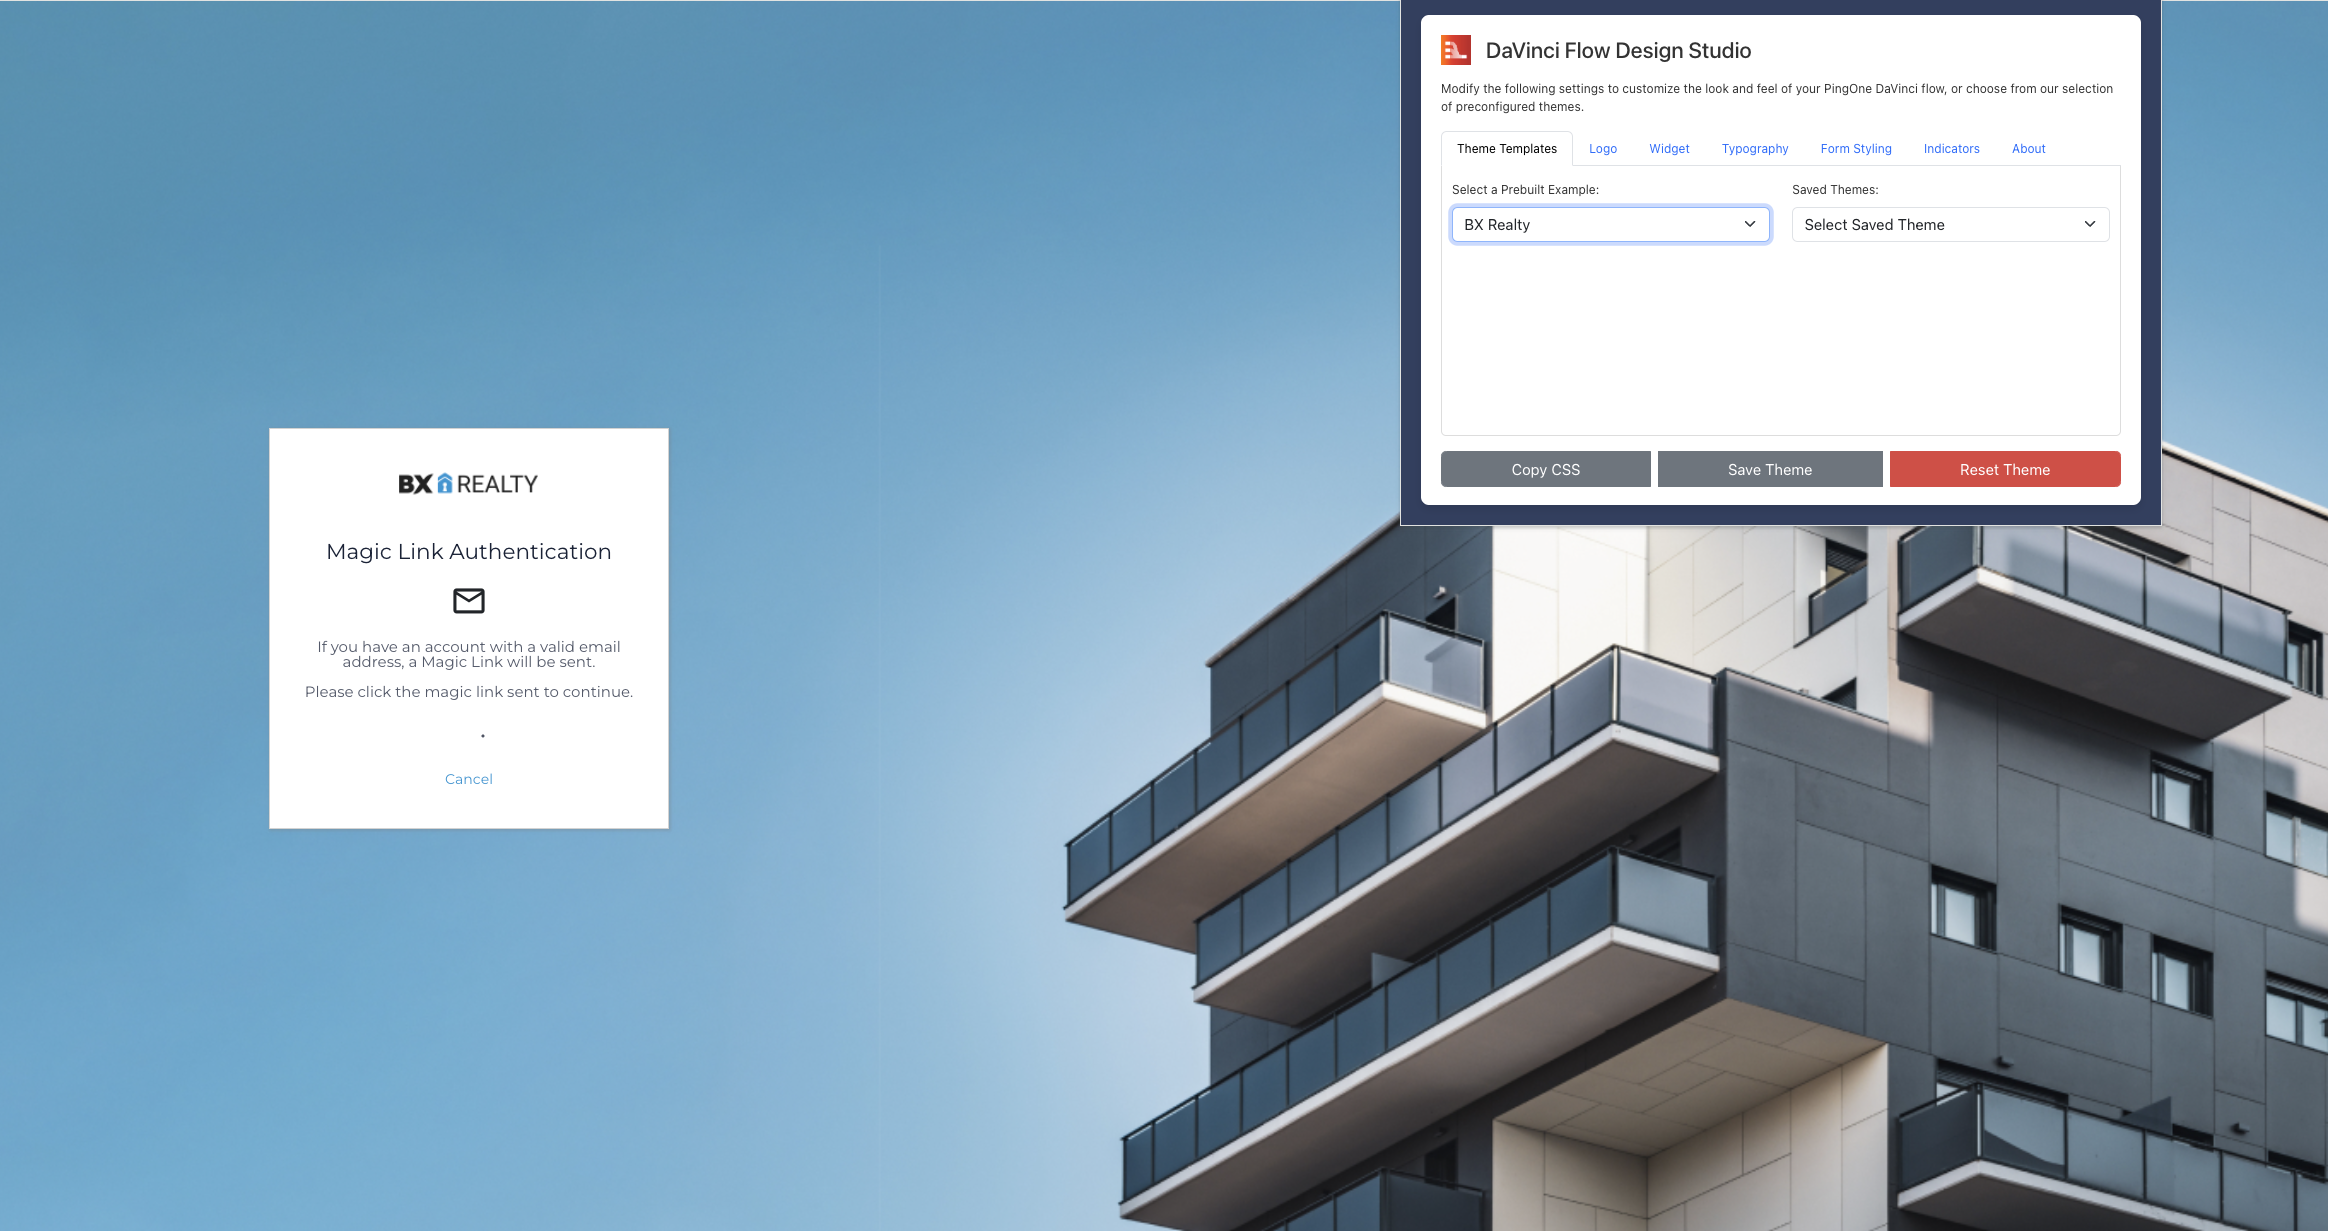 DaVinci Flow Design Studio
Modify the following settings to customize the look and feel of your PingOne DaVinci flow, or choose from our selection
of preconfigured themes.
Theme Templates Logo Widget Typography Form Styling Indicators About
Select a Prebuilt Example: Saved Themes:
BX Realty Select Saved Theme
Copy CSS Save Theme Reset Theme
BX REALTY
Magic Link Authentication
If you have an account with a valid email
address, a Magic Link will be sent.
Please click the magic link sent to continue.
Cancel